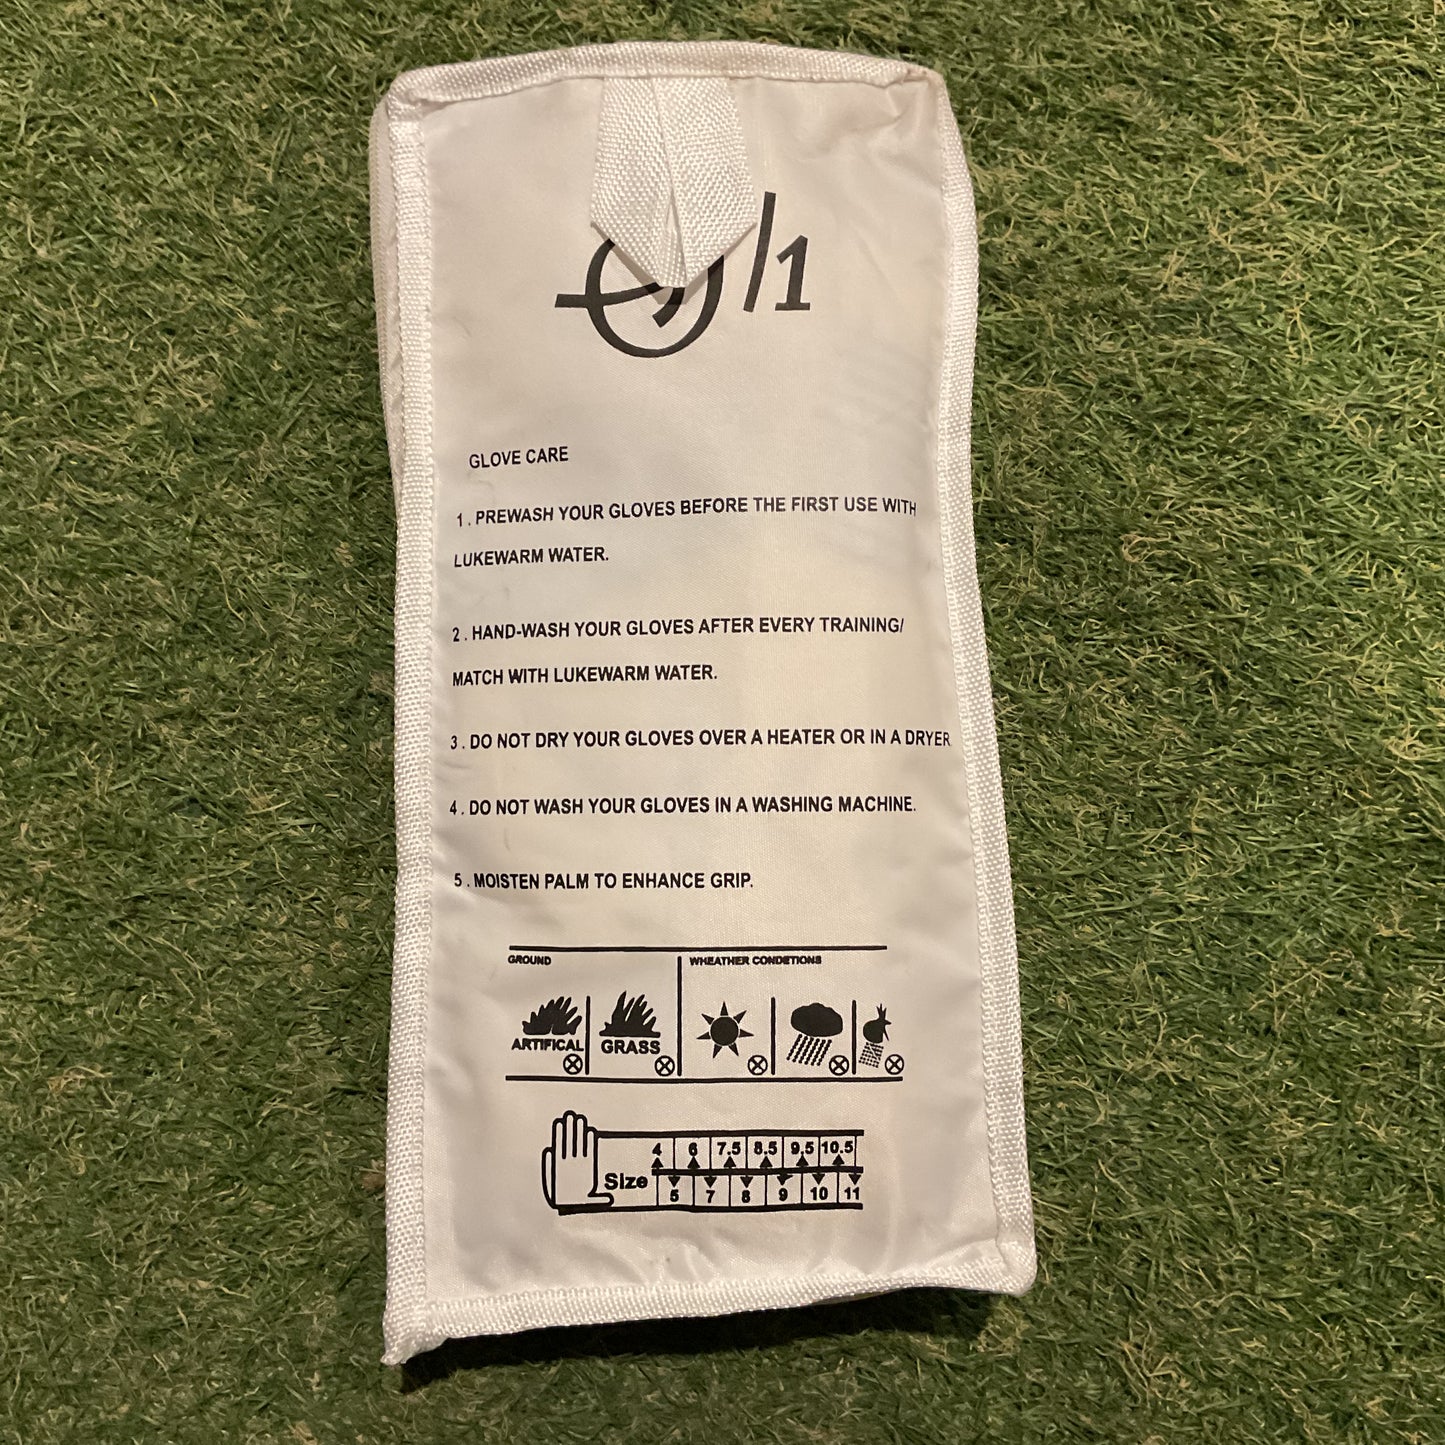 /1
GLOVE CARE
1 . PREWASH YOUR GLOVES BEFORE THE FIRST USE WITH
LUKEWARM WATER.
2 . HAND-WASH YOUR GLOVES AFTER EVERY TRAINING/
MATCH WITH LUKEWARM WATER.
3 . DO NOT DRY YOUR GLOVES OVER A HEATER OR IN A DRYER
4 . DO NOT WASH YOUR GLOVES IN A WASHING MACHINE.
5 . MOISTEN PALM TO ENHANCE GRIP.
GROUND WHEATHER CONDETIONS
ARTIFICAL GRASS
4 6 7.5 8.5 9.5 10.5
Size
5 7 8 9 10 11